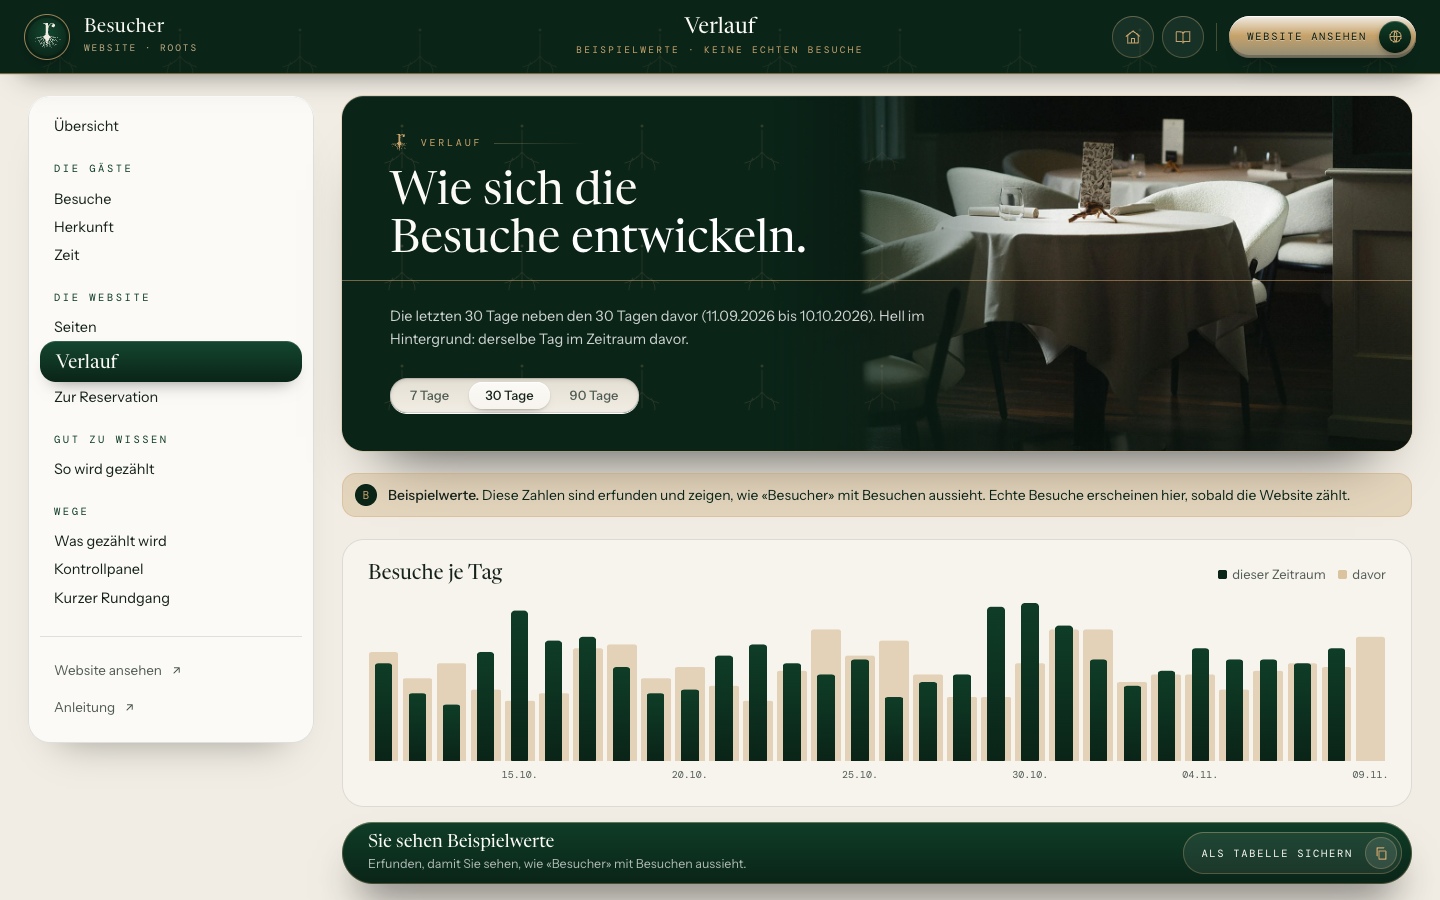 Besucher
WEBSITE · ROOTS
Verlauf
BEISPIELWERTE · KEINE ECHTEN BESUCHE
WEBSITE ANSEHEN
Übersicht
DIE GÄSTE
Besuche
Herkunft
Zeit
DIE WEBSITE
Seiten
Verlauf
Zur Reservation
GUT ZU WISSEN
So wird gezählt
WEGE
Was gezählt wird
Kontrollpanel
Kurzer Rundgang
Website ansehen
Anleitung
r VERLAUF
Wie sich die
Besuche entwickeln.
Die letzten 30 Tage neben den 30 Tagen davor (11.09.2026 bis 10.10.2026). Hell im
Hintergrund: derselbe Tag im Zeitraum davor.
7 Tage 30 Tage 90 Tage
B Beispielwerte. Diese Zahlen sind erfunden und zeigen, wie «Besucher» mit Besuchen aussieht. Echte Besuche erscheinen hier, sobald die Website zählt.
Besuche je Tag
dieser Zeitraum davor
15.10. 20.10. 25.10. 30.10. 04.11. 09.11.
Sie sehen Beispielwerte
Erfunden, damit Sie sehen, wie «Besucher» mit Besuchen aussieht.
ALS TABELLE SICHERN